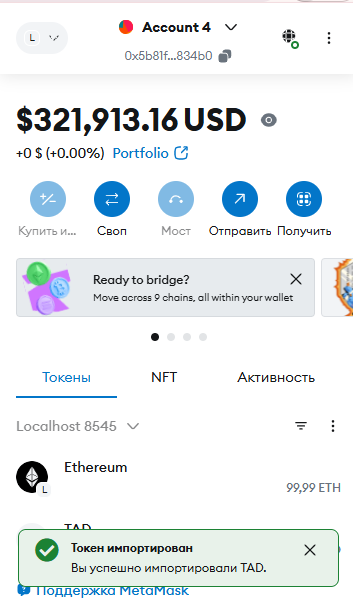 L
Account 4
0x5b81f...834b0
$321,913.16 USD
+0 $ (+0.00%) Portfolio
Купить и...
Своп
Мост
Отправить
Получить
Ready to bridge?
Move across 9 chains, all within your wallet
Токены
NFT
Активность
Localhost 8545
Ethereum
L
99,99 ETH
TAD
Токен импортирован
Вы успешно импортировали TAD.
Поддержка MetaMask